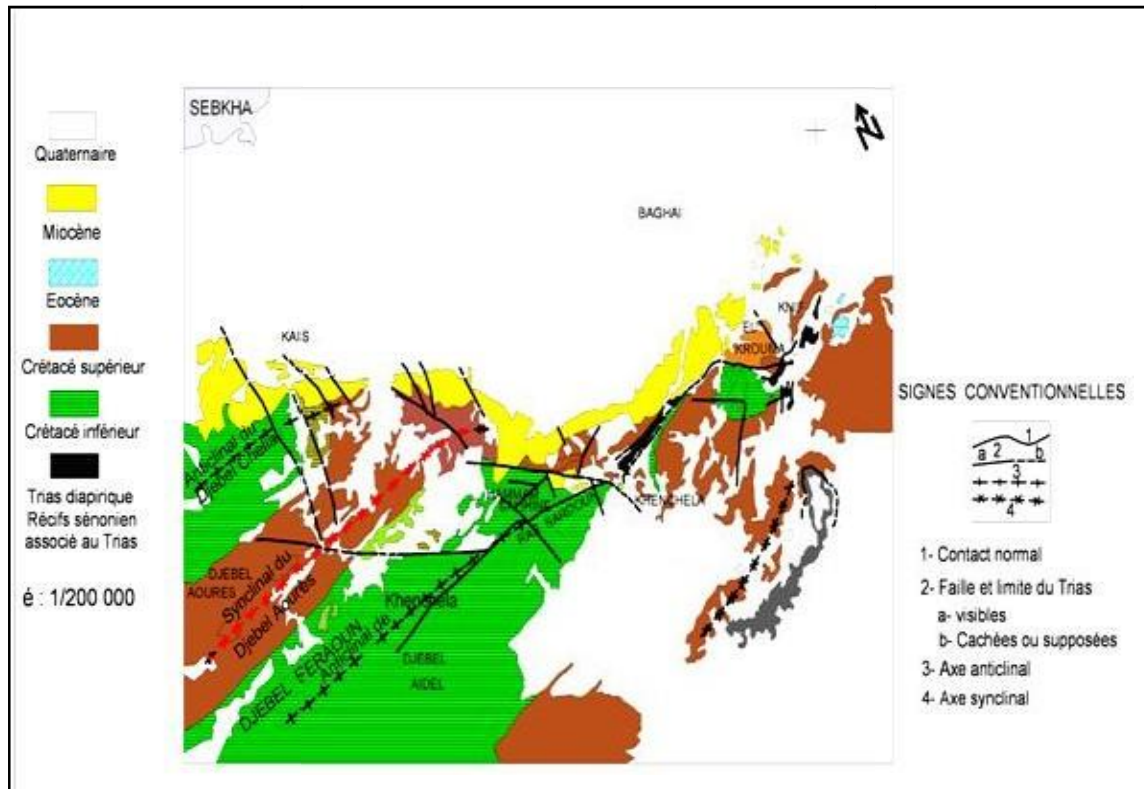 SEBKHA
N
Quaternaire
BAGHAI
Miocène
Eocène
KNIF
EL
KROUMA
KAIS
Crétacé supérieur
Crétacé inférieur
Anticlinal du
Djebel Chelia
Trias diapirique
Récifs sénonien
associé au Trias
é : 1/200 000
HAMMAM
KHENCHELA
DJEBEL
AOURES
Synclinal du
Djebel Aoures
Khenchela
Anticlinal de
DJEBEL FERAOUN
DJEBEL
AIDEL
SIGNES CONVENTIONNELLES
1
a 2 b
3
4
1- Contact normal
2- Faille et limite du Trias
a- visibles
b- Cachées ou supposées
3- Axe anticlinal
4- Axe synclinal